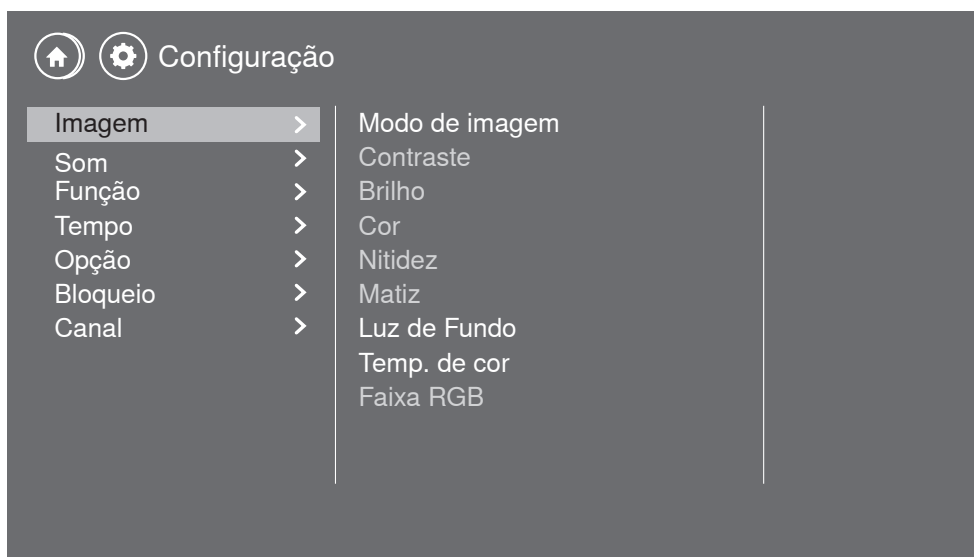 Configuração
Imagem
Som
Função
Tempo
Opção
Bloqueio
Canal
Modo de imagem
Contraste
Brilho
Cor
Nitidez
Matiz
Luz de Fundo
Temp. de cor
Faixa RGB